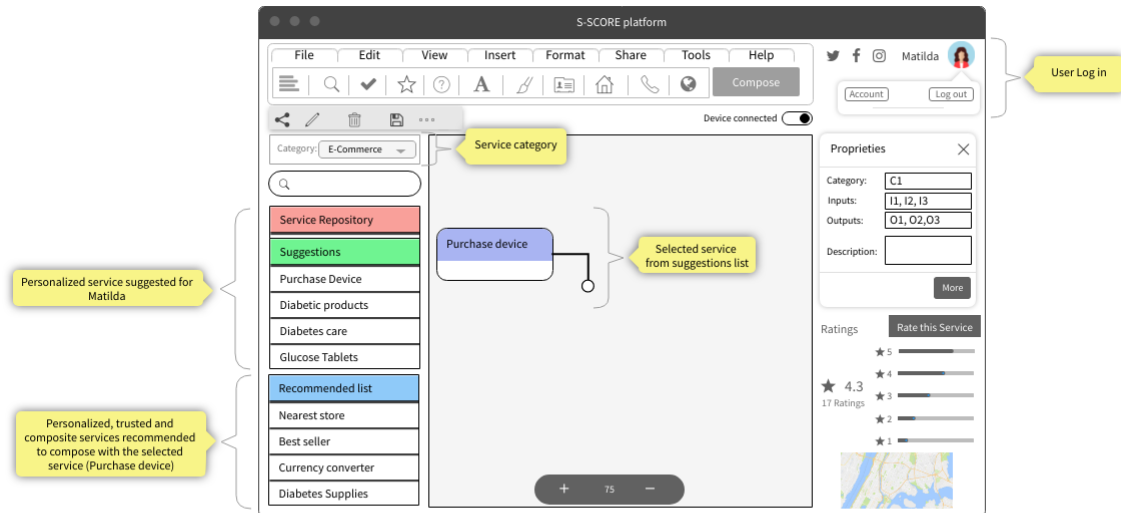 S-SCORE platform
File Edit View Insert Format Share Tools Help
Matilda
A
Compose
Account Log out
User Log in
Device connected
Category: E-Commerce
Service category
Service Repository
Suggestions
Purchase Device
Diabetic products
Diabetes care
Glucose Tablets
Personalized service suggested for
Matilda
Recommended list
Nearest store
Best seller
Currency converter
Diabetes Supplies
Personalized, trusted and
composite services recommended
to compose with the selected
service (Purchase device)
Purchase device
Selected service
from suggestions list
+ 75 −
Proprieties
Category: C1
Inputs: I1, I2, I3
Outputs: O1, O2,O3
Description:
More
Ratings Rate this Service
5
4
4.3
17 Ratings
3
2
1